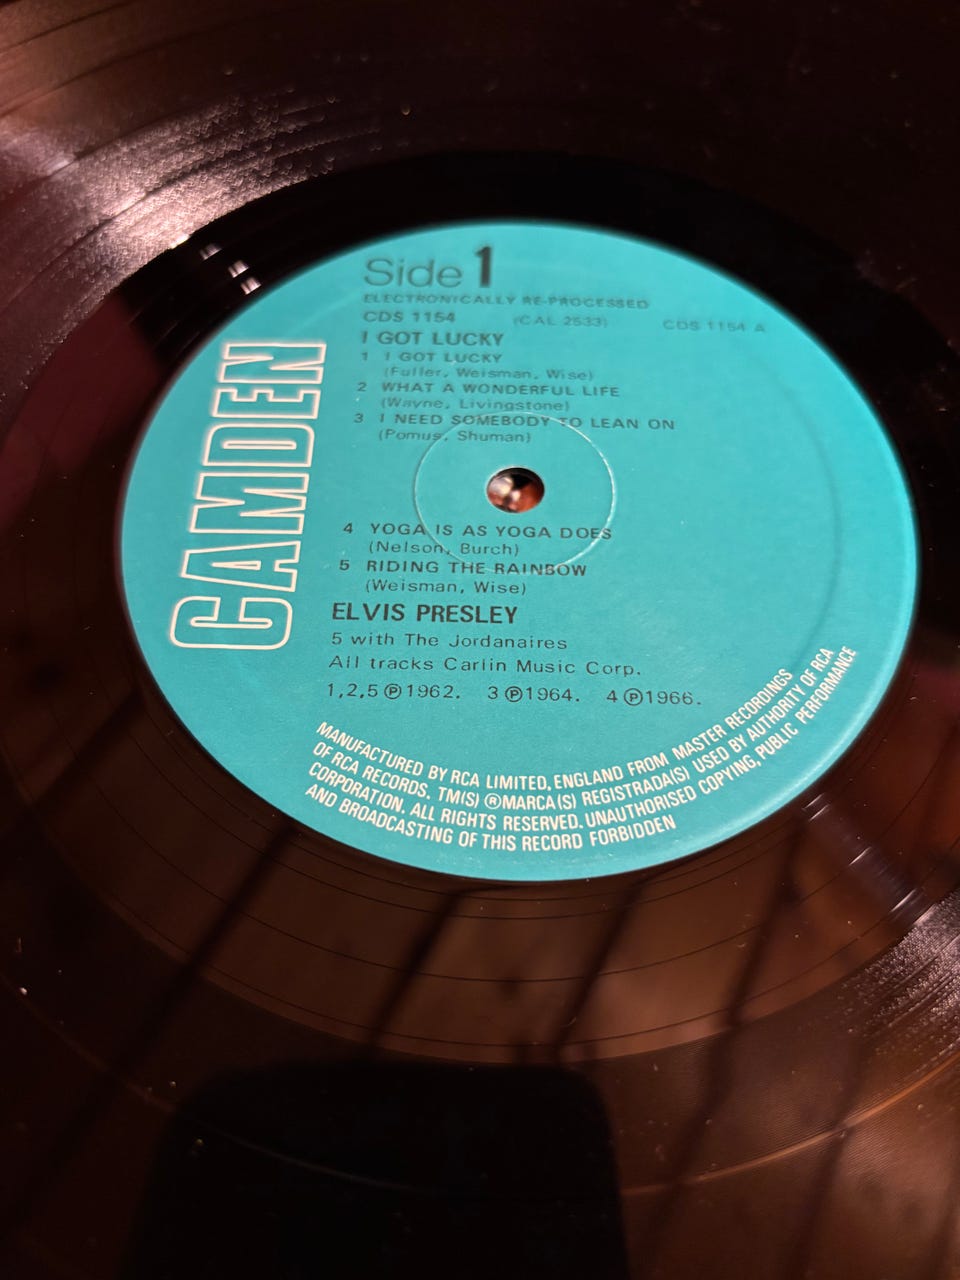 Side 1
ELECTRONICALLY RE-PROCESSED
CDS 1154 (CAL 2533) CDS 1154 A
I GOT LUCKY
1 I GOT LUCKY
(Fuller, Weisman, Wise)
2 WHAT A WONDERFUL LIFE
(Wayne, Livingstone)
3 I NEED SOMEBODY TO LEAN ON
(Pomus, Shuman)
4 YOGA IS AS YOGA DOES
(Nelson, Burch)
5 RIDING THE RAINBOW
(Weisman, Wise)
ELVIS PRESLEY
5 with The Jordanaires
All tracks Carlin Music Corp.
1,2,5 ℗ 1962. 3 ℗ 1964. 4 ℗ 1966.
CAMDEN
MANUFACTURED BY RCA LIMITED, ENGLAND FROM MASTER RECORDINGS
OF RCA RECORDS. TM(S) ® MARCA(S) REGISTRADA(S) USED BY AUTHORITY OF RCA
CORPORATION. ALL RIGHTS RESERVED. UNAUTHORISED COPYING, PUBLIC PERFORMANCE
AND BROADCASTING OF THIS RECORD FORBIDDEN